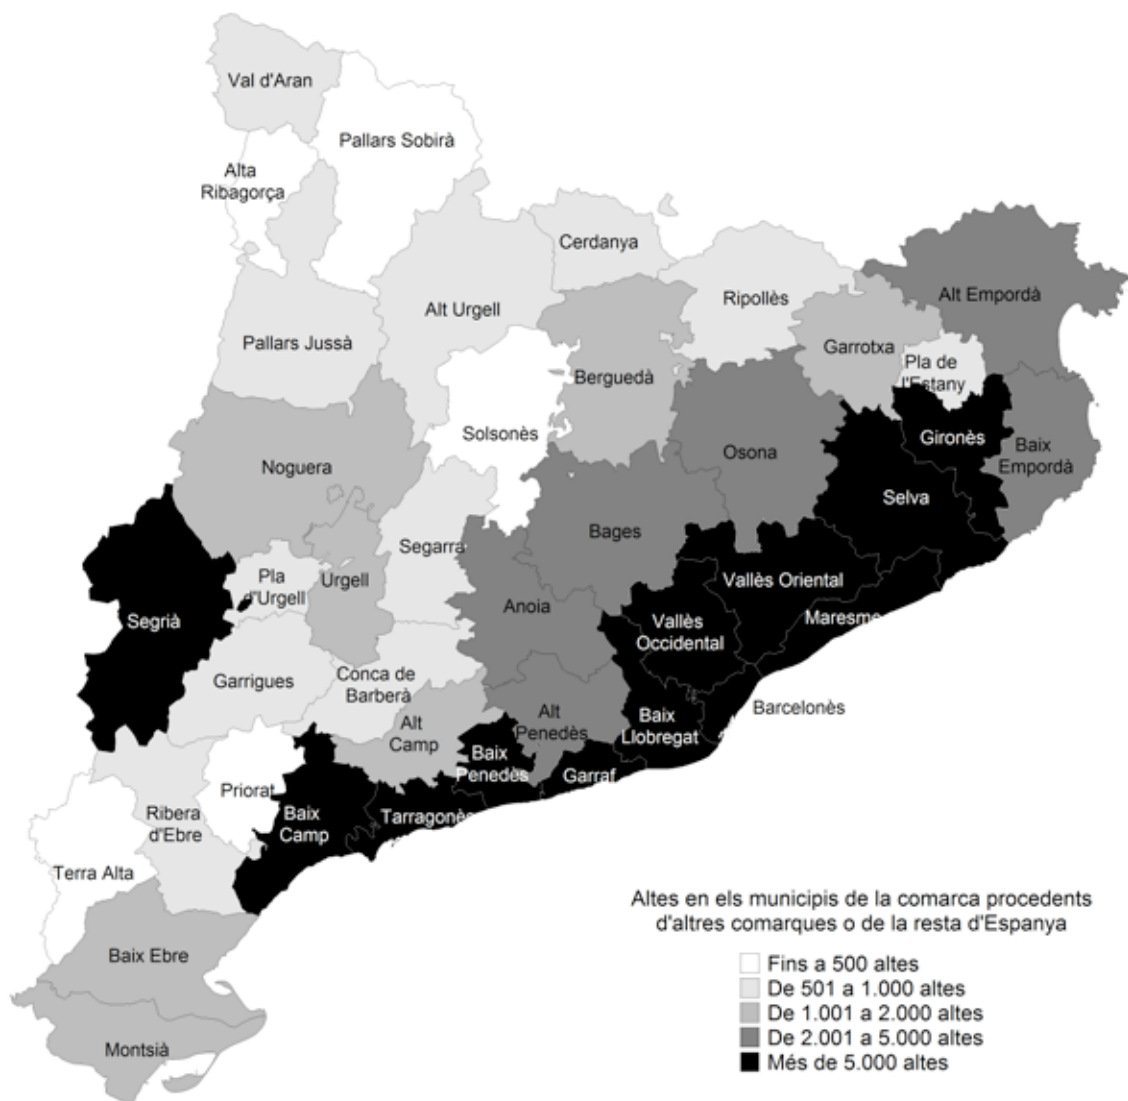 Val d'Aran
Pallars Sobirà
Alta
Ribagorça
Cerdanya
Ripollès
Alt Empordà
Alt Urgell
Pallars Jussà
Garrotxa
Pla de
l'Estany
Berguedà
Solsonès
Gironès
Baix
Empordà
Osona
Noguera
Selva
Bages
Segarra
Pla
d'Urgell
Urgell
Vallès Oriental
Anoia
Segrià
Vallès
Occidental
Maresme
Garrigues
Conca de
Barberà
Barcelonès
Alt
Camp
Alt
Penedès
Baix
Llobregat
Baix
Penedès
Garraf
Priorat
Ribera
d'Ebre
Baix
Camp
Tarragonès
Terra Alta
Baix Ebre
Montsià
Altes en els municipis de la comarca procedents
d'altres comarques o de la resta d'Espanya
Fins a 500 altes
De 501 a 1.000 altes
De 1.001 a 2.000 altes
De 2.001 a 5.000 altes
Més de 5.000 altes